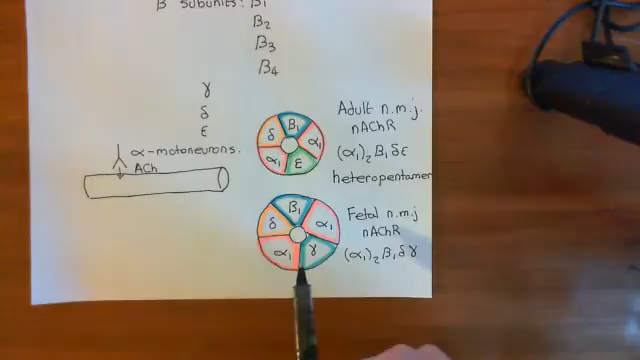 β subunits: β1
β2
β3
β4
γ
δ
ε
α-motoneurons.
ACh
β1
δ
α1
α1
ε
Adult n.m.j.
nAChR
(α1)2 β1 δ ε
heteropentamer
β1
δ
α1
α1
γ
Fetal n.m.j
nAChR
(α1)2 β1 δ γ